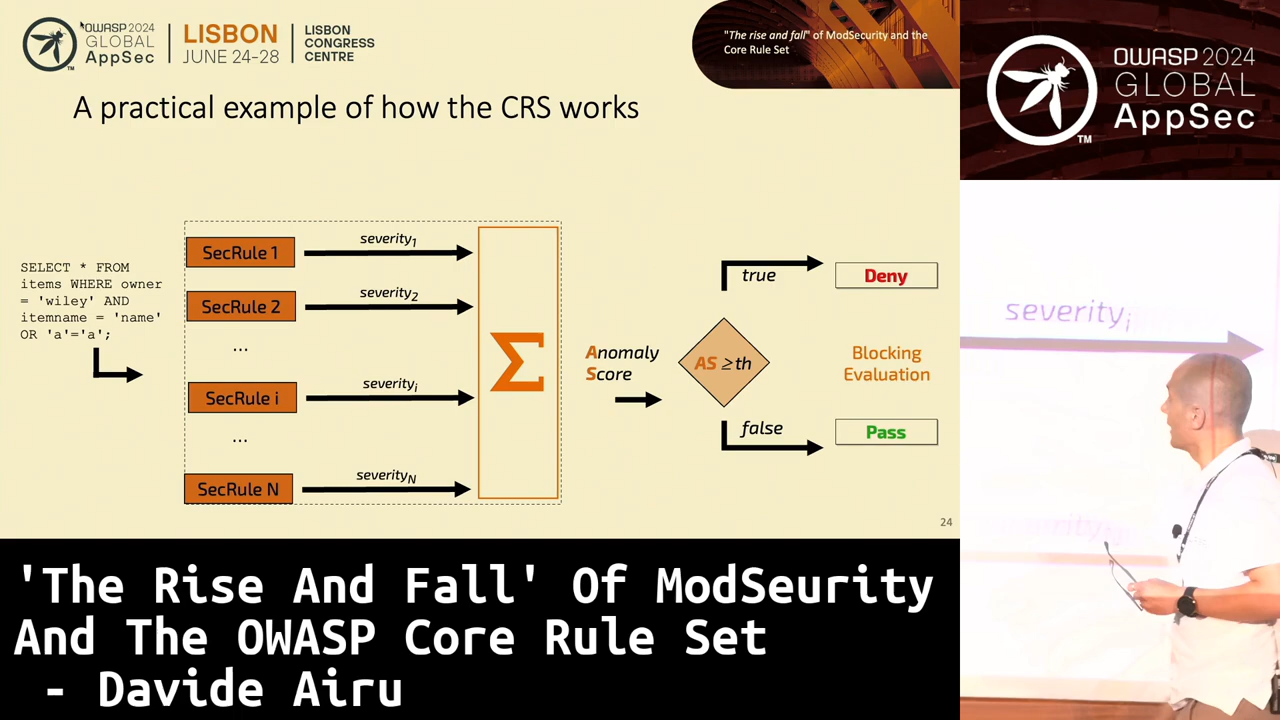 OWASP 2024
GLOBAL
AppSec
TM
LISBON
JUNE 24-28
LISBON
CONGRESS
CENTRE
"The rise and fall" of ModSecurity and the
Core Rule Set
OWASP 2024
GLOBAL
AppSec
TM
A practical example of how the CRS works
SELECT * FROM
items WHERE owner
= 'wiley' AND
itemname = 'name'
OR 'a'='a';
SecRule 1
severity1
SecRule 2
severity2
...
SecRule i
severityi
...
SecRule N
severityN
Σ
Anomaly
Score
AS ≥ th
true
Deny
Blocking
Evaluation
false
Pass
24
severityi
'The Rise And Fall' Of ModSeurity
And The OWASP Core Rule Set
- Davide Airu